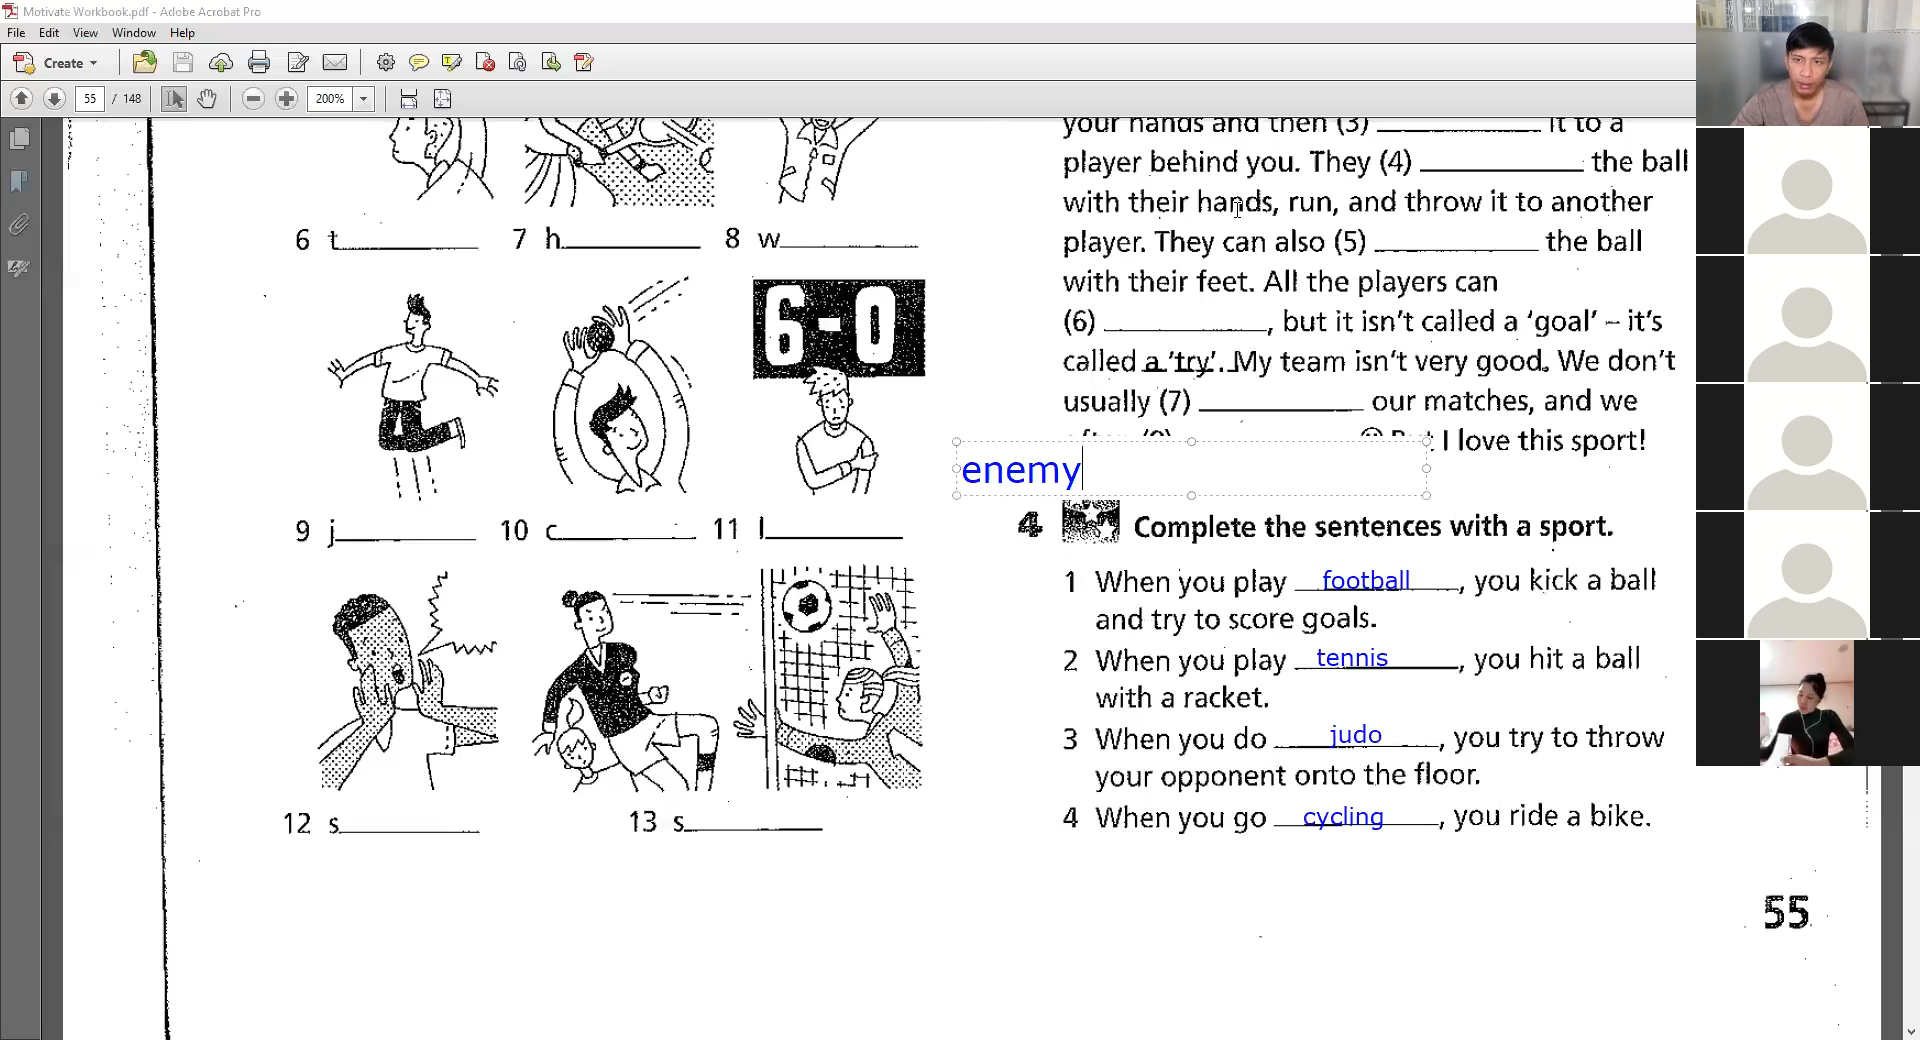 Motivate Workbook.pdf - Adobe Acrobat Pro
File Edit View Window Help
Create
55 / 148 200%
6 t
7 h
8 w
6-0
9 j
10 c
11 l
12 s
13 s
your hands and then (3) it to a
player behind you. They (4) the ball
with their hands, run, and throw it to another
player. They can also (5) the ball
with their feet. All the players can
(6) , but it isn't called a 'goal' – it's
called a 'try'. My team isn't very good. We don't
usually (7) our matches, and we
I love this sport!
enemy
4 Complete the sentences with a sport.
1 When you play football, you kick a ball
and try to score goals.
2 When you play tennis, you hit a ball
with a racket.
3 When you do judo, you try to throw
your opponent onto the floor.
4 When you go cycling, you ride a bike.
55